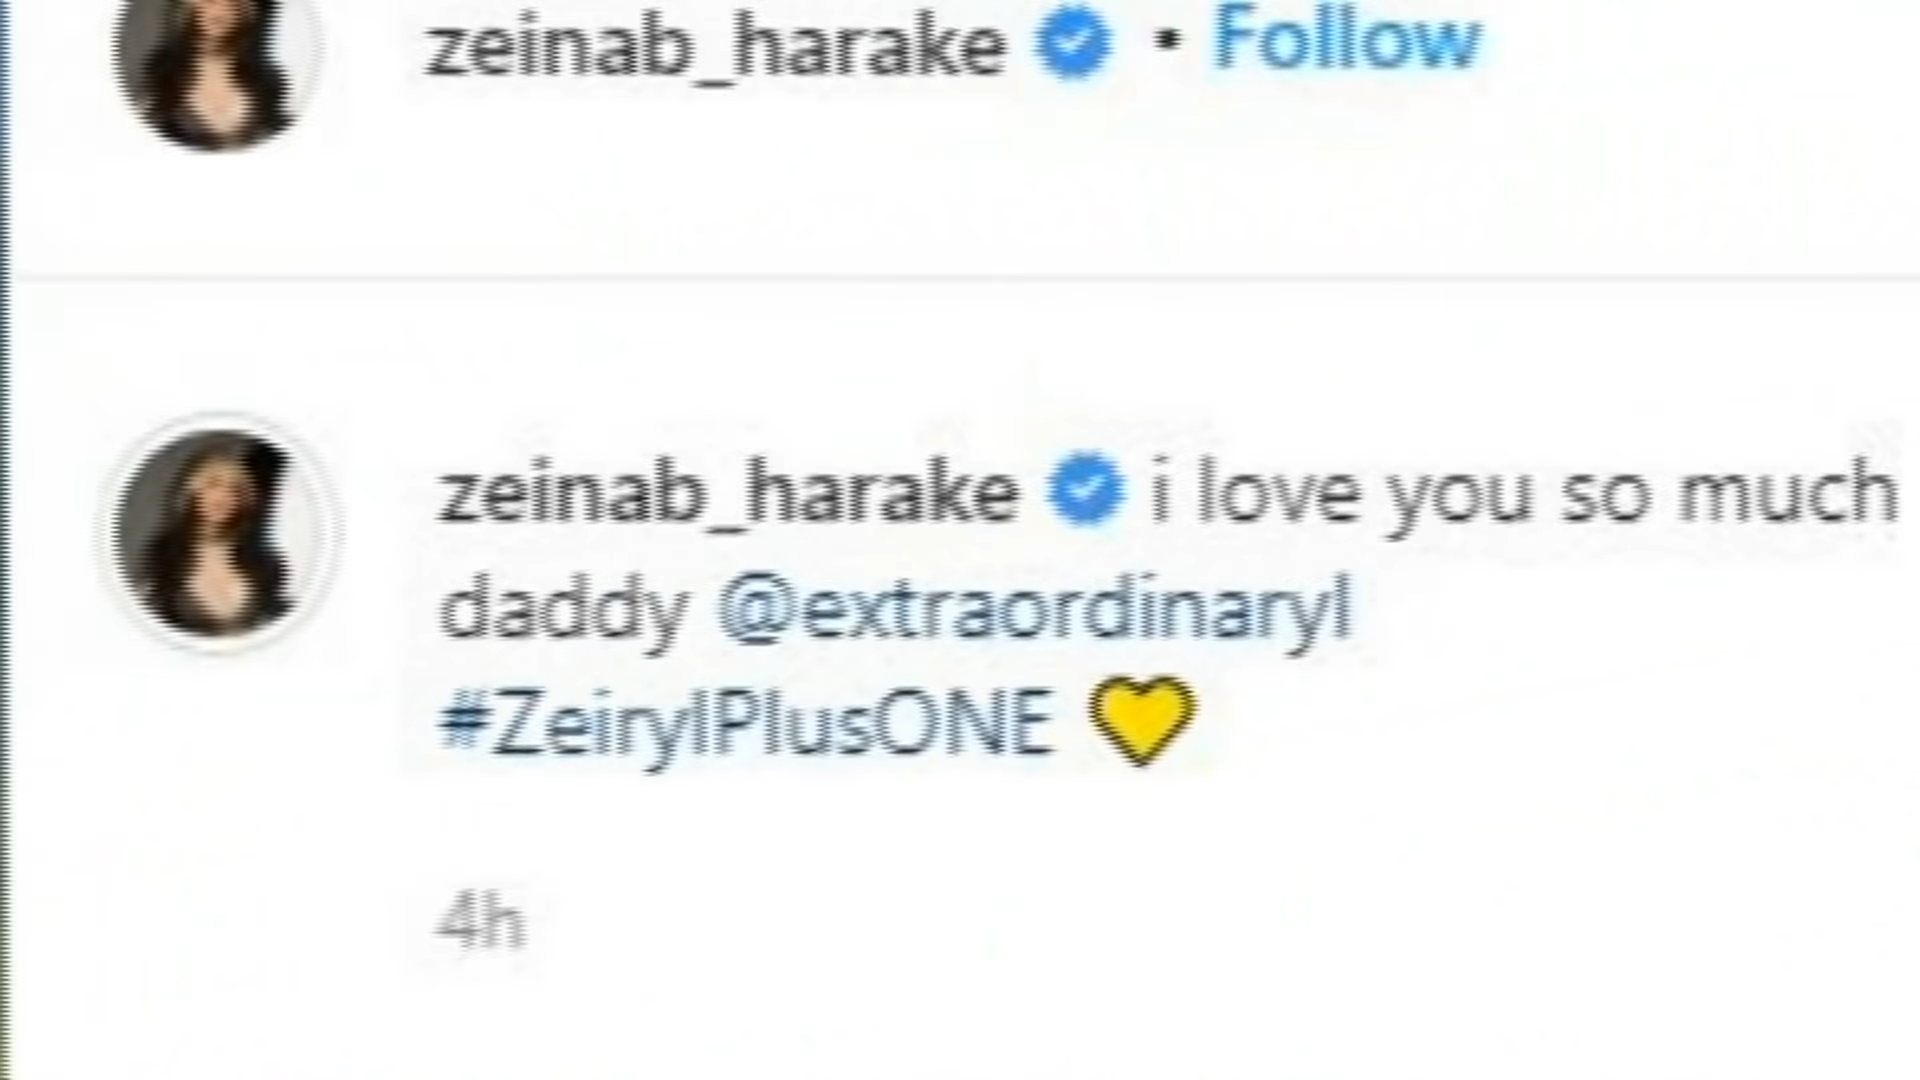 zeinab_harake • Follow
zeinab_harake i love you so much
daddy @extraordinaryl
#ZeirylPlusONE 💛
4h